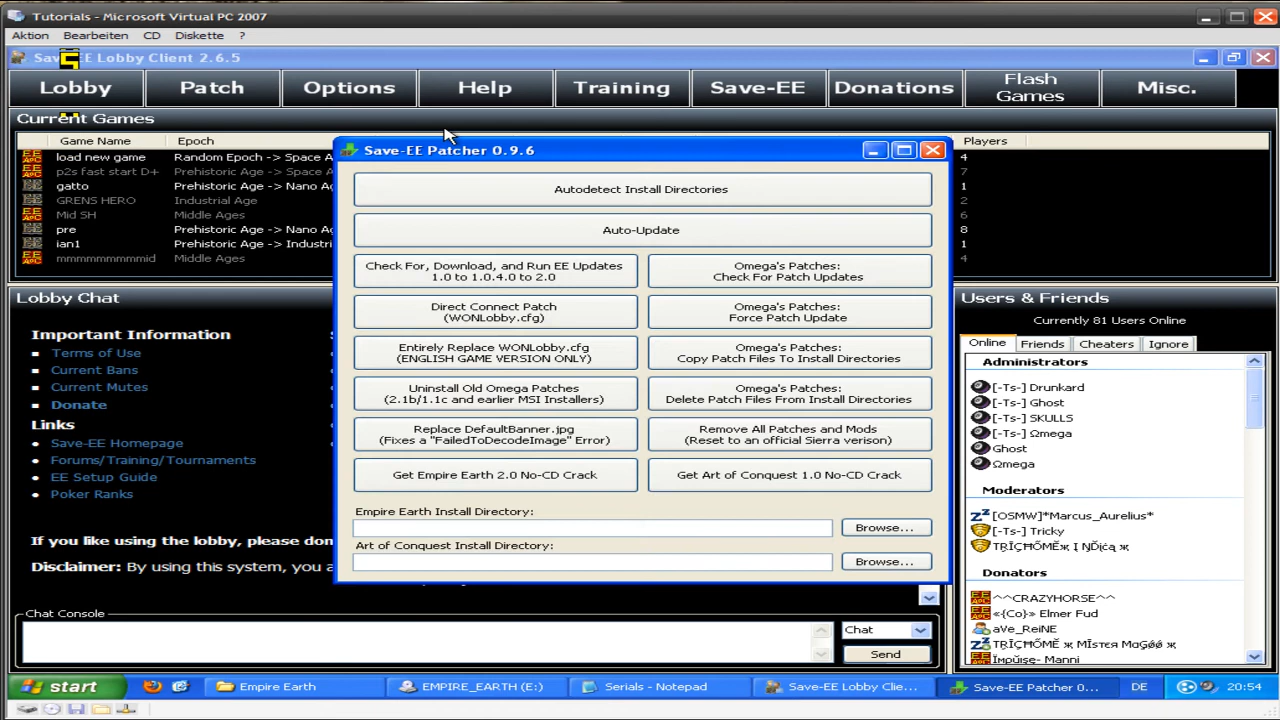 Tutorials - Microsoft Virtual PC 2007
Aktion Bearbeiten CD Diskette ?
Save-EE Lobby Client 2.6.5
Lobby Patch Options Help Training Save-EE Donations Flash Games Misc.
Current Games
Game Name Epoch Players
load new game Random Epoch -> Space A 4
p2s fast start D+ Prehistoric Age -> Space A 7
gatto Prehistoric Age -> Nano A 1
GRENS HERO Industrial Age 2
Mid SH Middle Ages 6
pre Prehistoric Age -> Nano A 8
ian1 Prehistoric Age -> Industri 1
mmmmmmmmid Middle Ages 4
Save-EE Patcher 0.9.6
Autodetect Install Directories
Auto-Update
Check For, Download, and Run EE Updates
1.0 to 1.0.4.0 to 2.0
Omega's Patches:
Check For Patch Updates
Direct Connect Patch
(WONLobby.cfg)
Omega's Patches:
Force Patch Update
Entirely Replace WONLobby.cfg
(ENGLISH GAME VERSION ONLY)
Omega's Patches:
Copy Patch Files To Install Directories
Uninstall Old Omega Patches
(2.1b/1.1c and earlier MSI Installers)
Omega's Patches:
Delete Patch Files From Install Directories
Replace DefaultBanner.jpg
(Fixes a "FailedToDecodeImage" Error)
Remove All Patches and Mods
(Reset to an official Sierra verison)
Get Empire Earth 2.0 No-CD Crack
Get Art of Conquest 1.0 No-CD Crack
Empire Earth Install Directory:
Browse...
Art of Conquest Install Directory:
Browse...
Lobby Chat
Important Information
Terms of Use
Current Bans
Current Mutes
Donate
Links
Save-EE Homepage
Forums/Training/Tournaments
EE Setup Guide
Poker Ranks
If you like using the lobby, please don
Disclaimer: By using this system, you a
Chat Console
Chat
Send
Users & Friends
Currently 81 Users Online
Online Friends Cheaters Ignore
Administrators
[-Ts-] Drunkard
[-Ts-] Ghost
[-Ts-] SKULLS
[-Ts-] Ωmega
Ghost
Ωmega
Moderators
[OSMW]*Marcus_Aurelius*
[-Ts-] Tricky
Donators
^^CRAZYHORSE^^
«{Co}» Elmer Fud
aVe_ReiNE
start Empire Earth EMPIRE_EARTH (E:) Serials - Notepad Save-EE Lobby Clie... Save-EE Patcher 0... DE 20:54